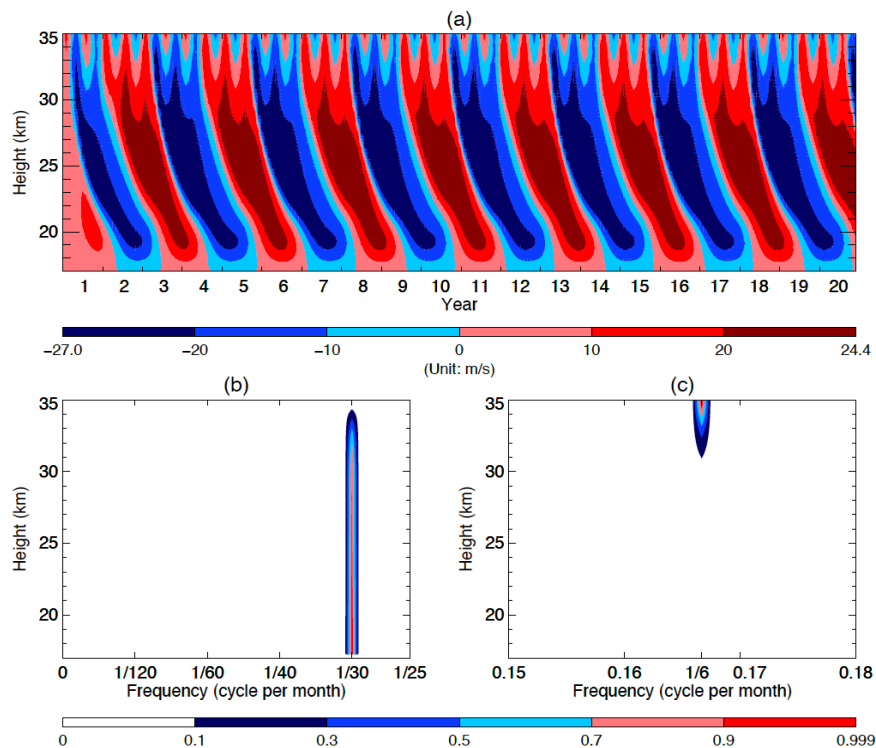 (a)
35
30
25
20
Height (km)
1 2 3 4 5 6 7 8 9 10 11 12 13 14 15 16 17 18 19 20
Year
−27.0 −20 −10 0 10 20 24.4
(Unit: m/s)
(b)
35
30
25
20
Height (km)
0 1/120 1/60 1/40 1/30 1/25
Frequency (cycle per month)
(c)
35
30
25
20
Height (km)
0.15 0.16 1/6 0.17 0.18
Frequency (cycle per month)
0 0.1 0.3 0.5 0.7 0.9 0.999